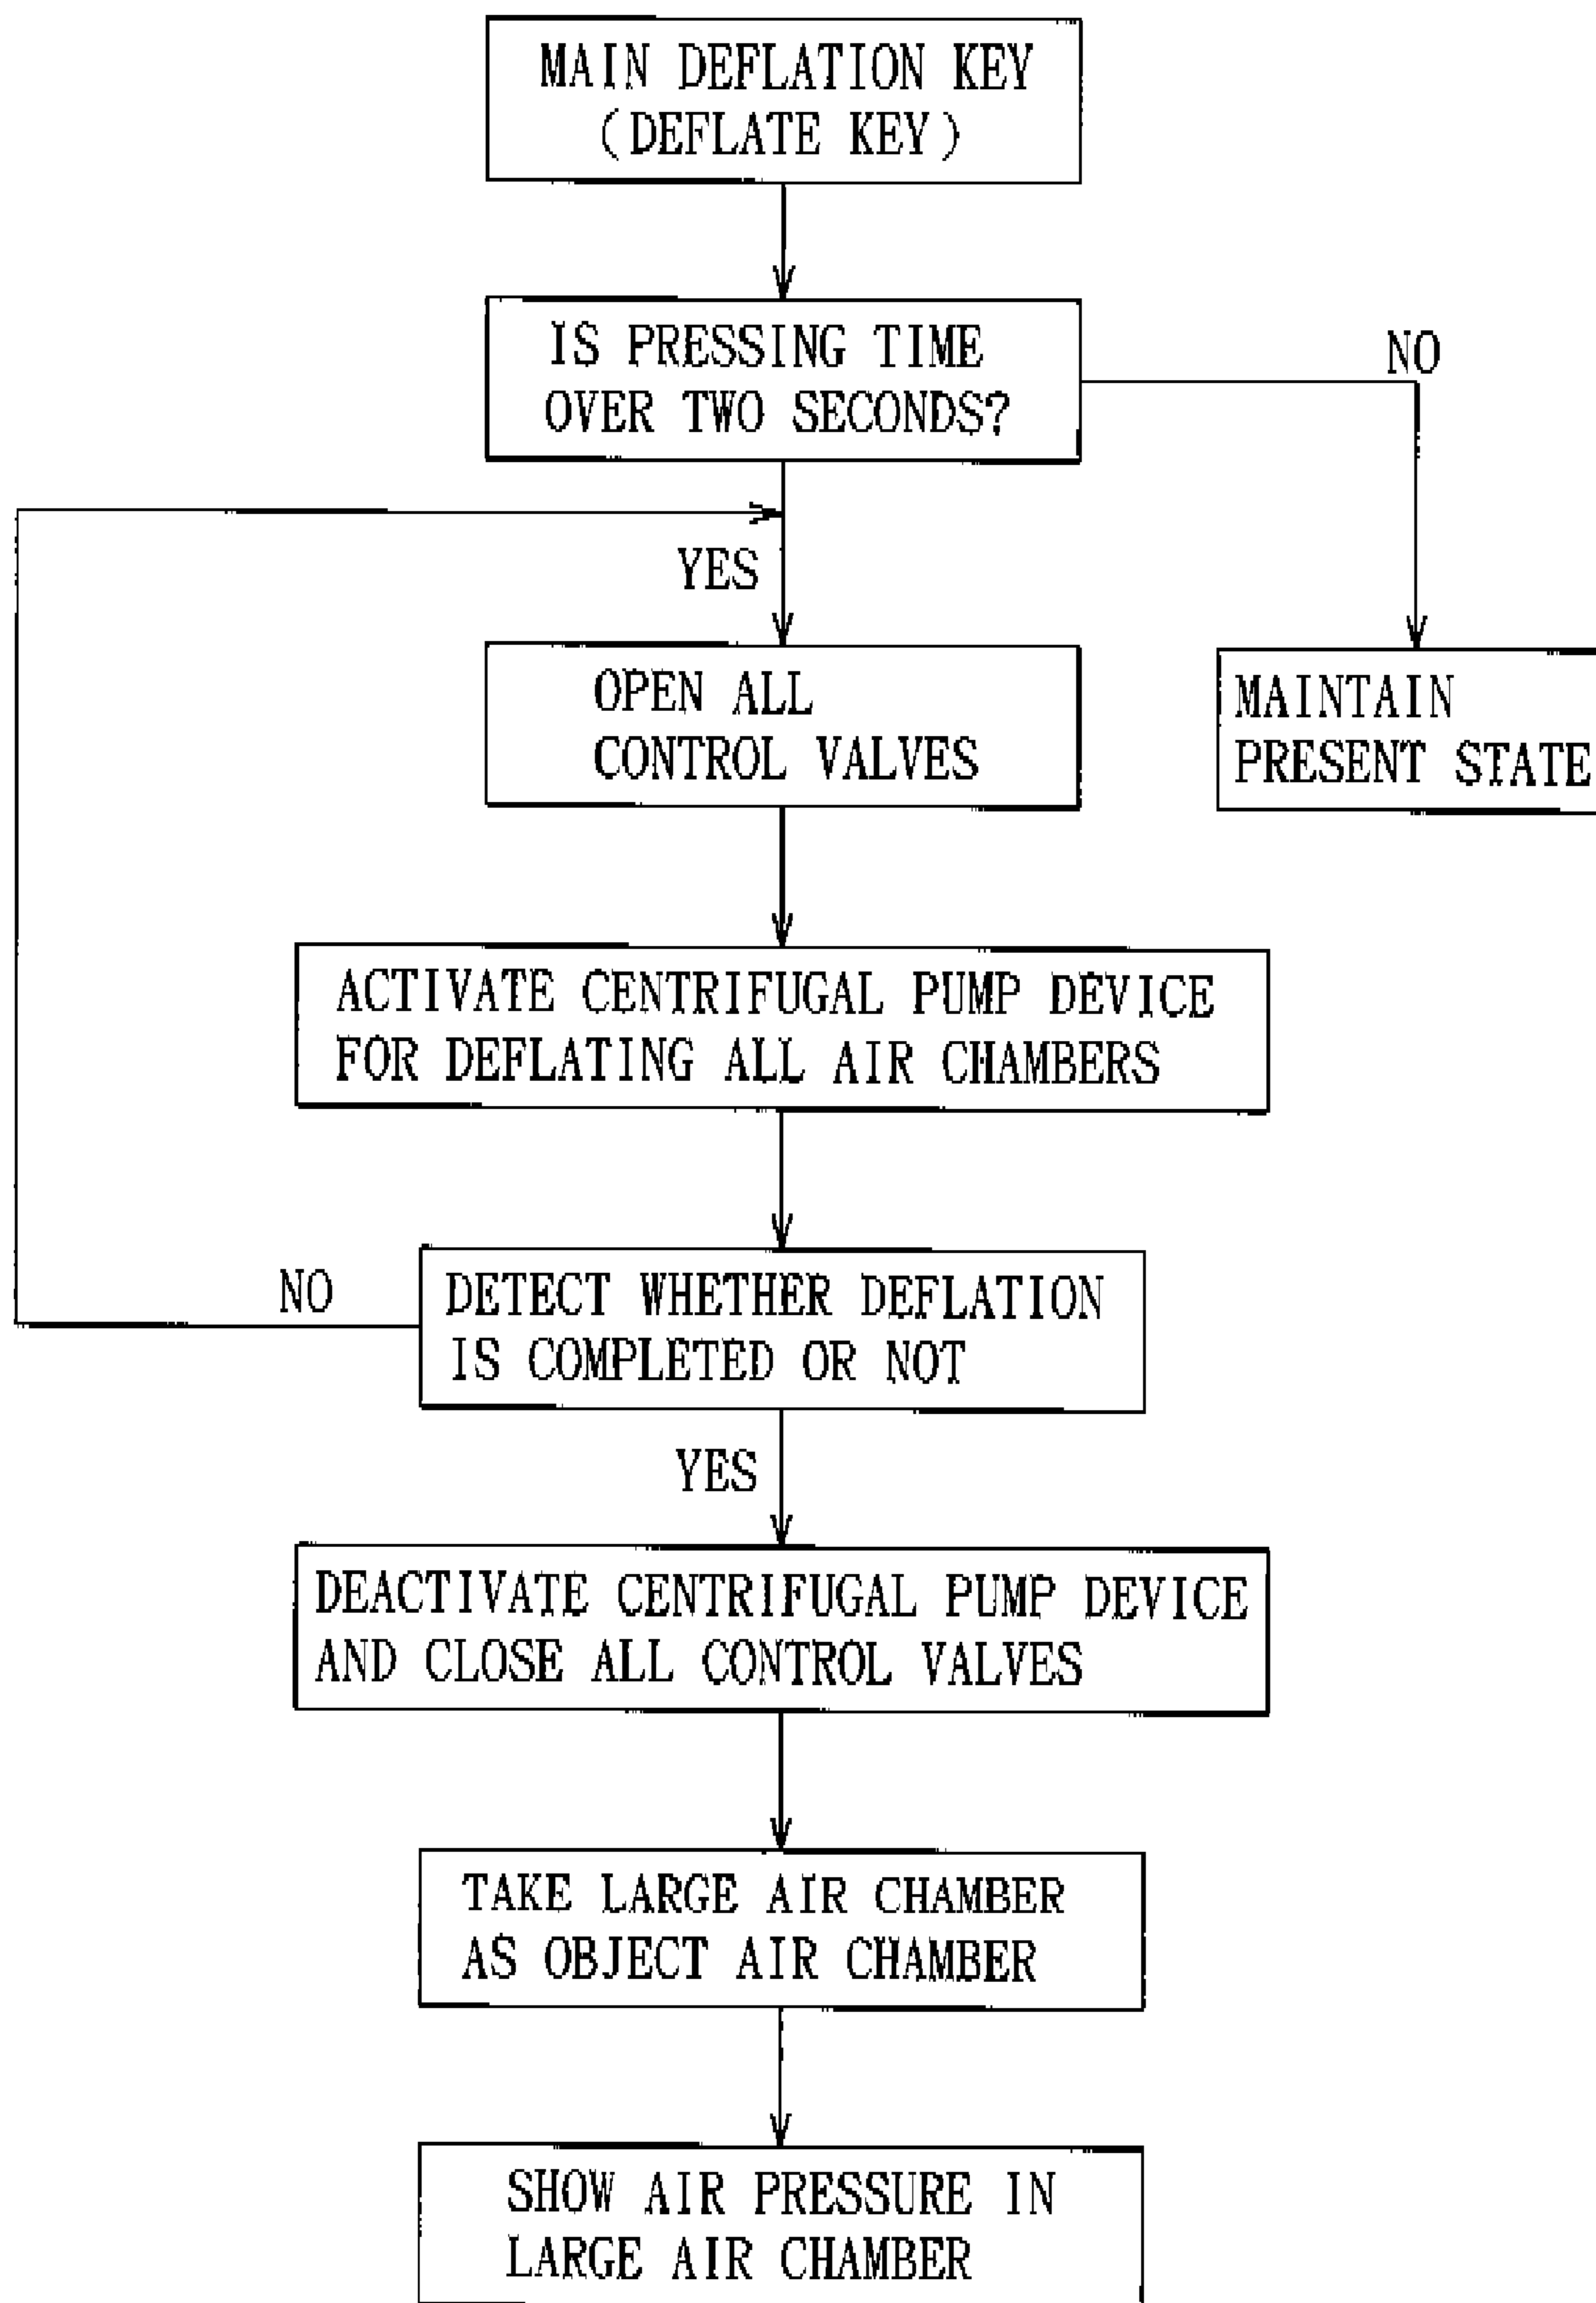 MAIN DEFLATION KEY
(DEFLATE KEY)
IS PRESSING TIME
OVER TWO SECONDS?
NO
YES
OPEN ALL
CONTROL VALVES
MAINTAIN
PRESENT STATE
ACTIVATE CENTRIFUGAL PUMP DEVICE
FOR DEFLATING ALL AIR CHAMBERS
NO
DETECT WHETHER DEFLATION
IS COMPLETED OR NOT
YES
DEACTIVATE CENTRIFUGAL PUMP DEVICE
AND CLOSE ALL CONTROL VALVES
TAKE LARGE AIR CHAMBER
AS OBJECT AIR CHAMBER
SHOW AIR PRESSURE IN
LARGE AIR CHAMBER